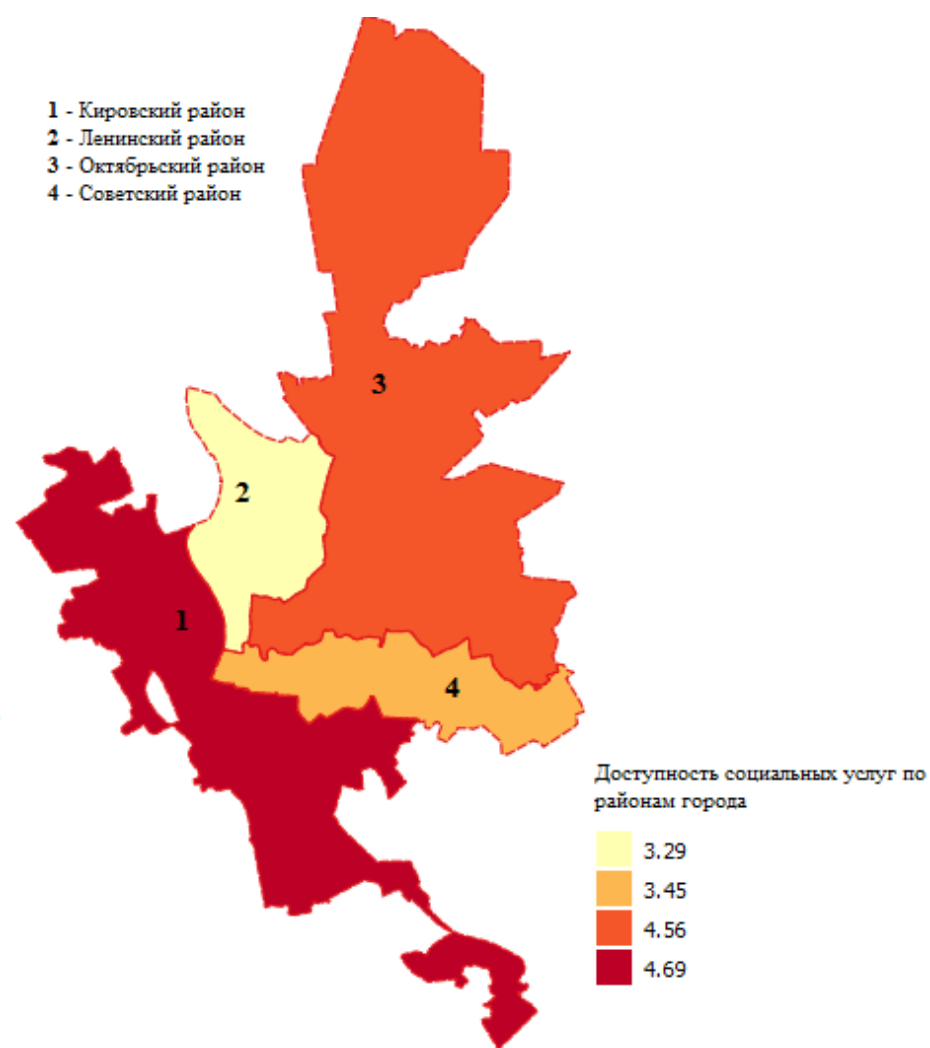 1 - Кировский район
2 - Ленинский район
3 - Октябрьский район
4 - Советский район
3
2
1
4
Доступность социальных услуг по
районам города
3.29
3.45
4.56
4.69